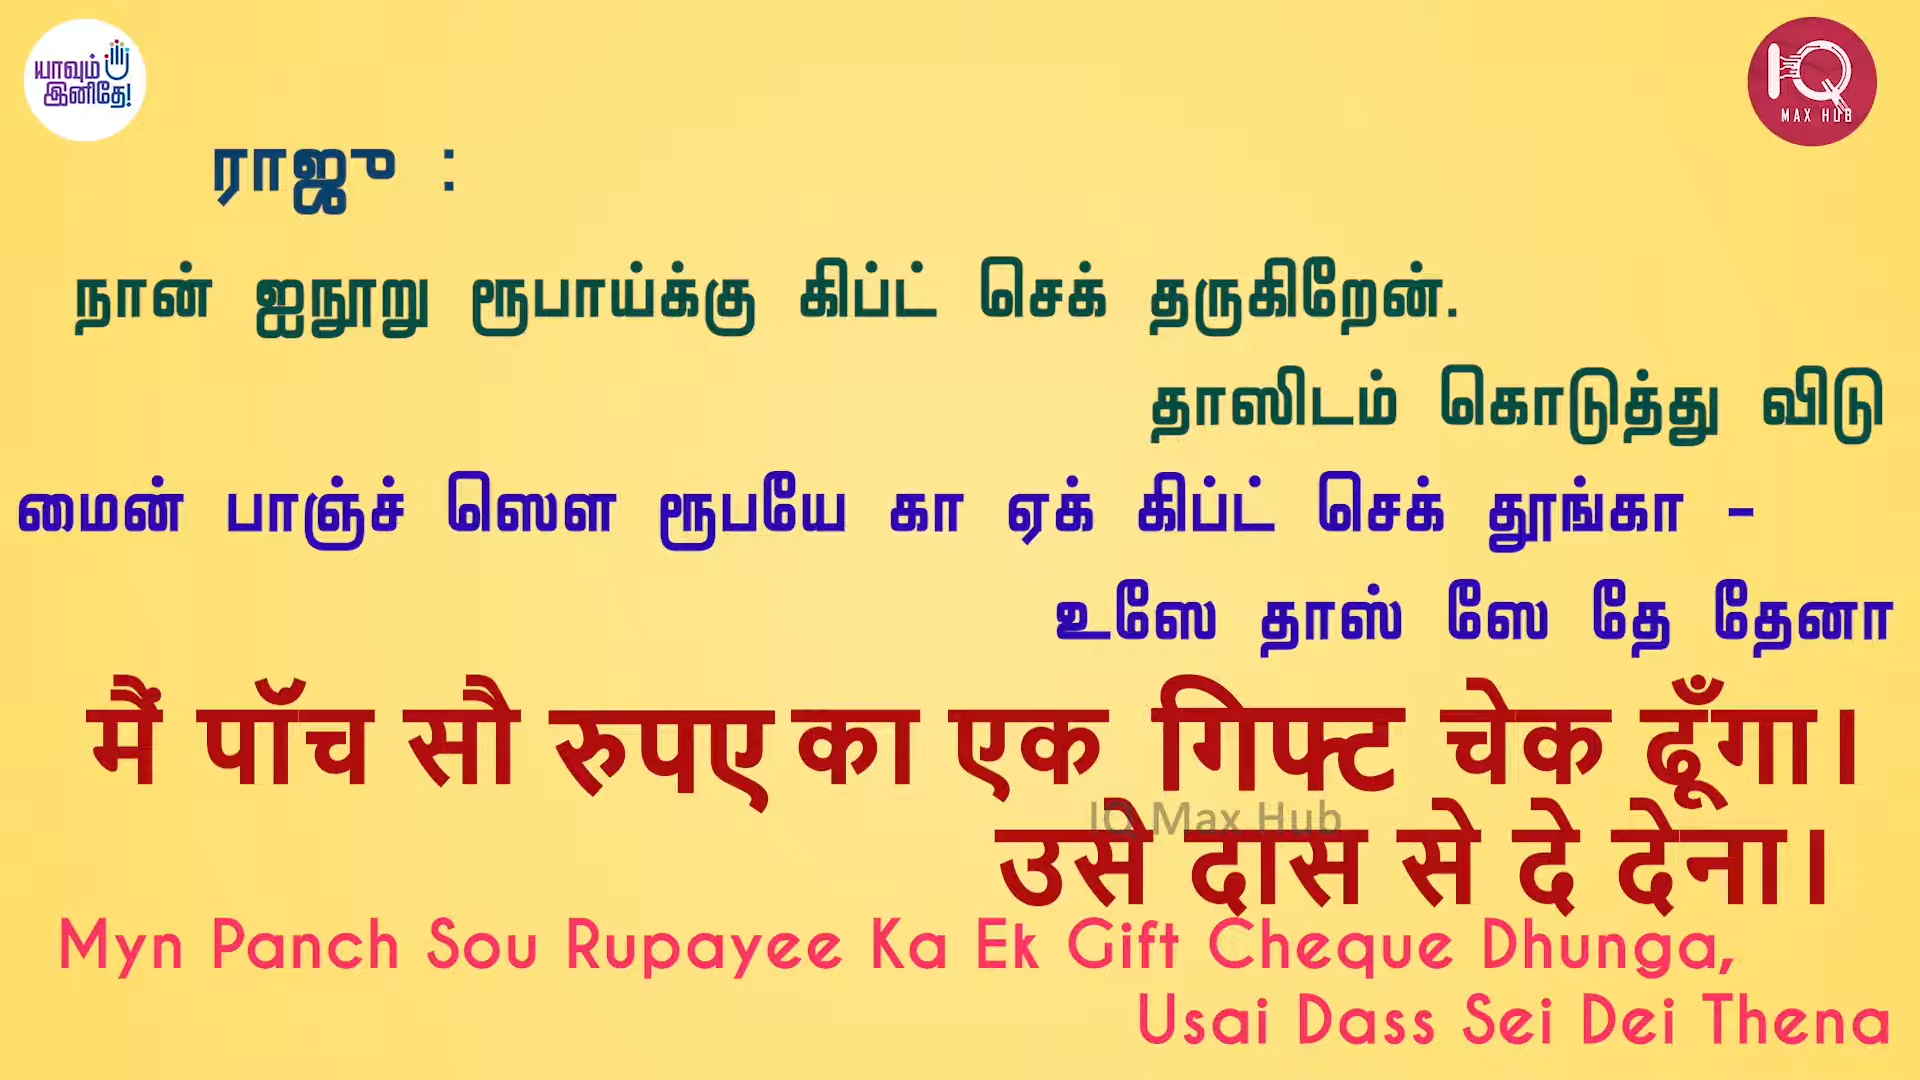 யாவும்
இனிதே!
IQ
MAX HUB
ராஜு :
நான் ஐநூறு ரூபாய்க்கு கிப்ட் செக் தருகிறேன்.
தாஸிடம் கொடுத்து விடு
மைன் பாஞ்ச் ஸௌ ரூபயே கா ஏக் கிப்ட் செக் தூங்கா -
உஸே தாஸ் ஸே தே தேனா
मैं पॉच सौ रुपए का एक गिफ्ट चेक ढूँगा।
IQ Max Hub
उसे दास से दे देना।
Myn Panch Sou Rupayee Ka Ek Gift Cheque Dhunga,
Usai Dass Sei Dei Thena